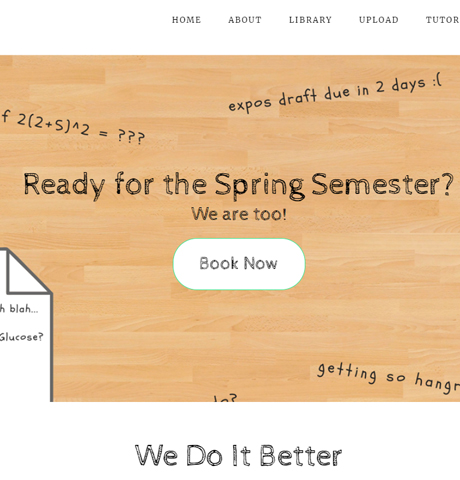 HOME ABOUT LIBRARY UPLOAD TUTOR
expos draft due in 2 days :(
f 2(2+5)^2 = ???
Ready for the Spring Semester?
We are too!
Book Now
h blah...
Glucose?
getting so hangr
We Do It Better